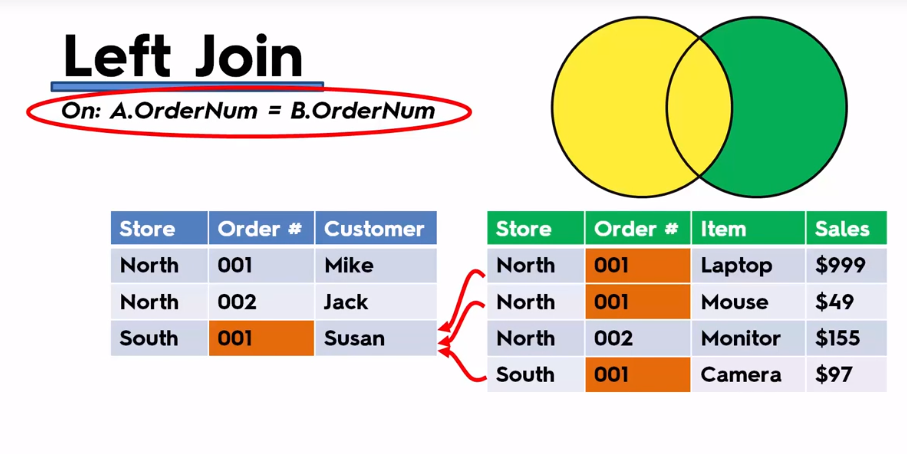 Left Join
On: A.OrderNum = B.OrderNum
Store Order # Customer
North 001 Mike
North 002 Jack
South 001 Susan
Store Order # Item Sales
North 001 Laptop $999
North 001 Mouse $49
North 002 Monitor $155
South 001 Camera $97